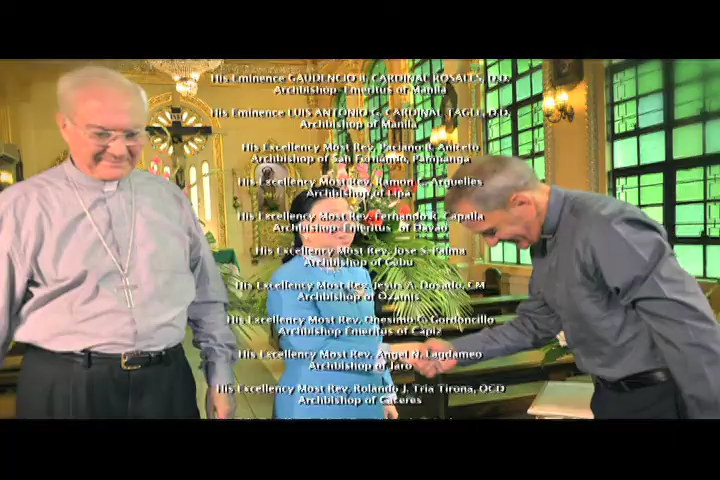 His Eminence GAUDENCIO B. CARDINAL ROSALES, D.D.
Archbishop Emeritus of Manila
His Eminence LUIS ANTONIO G. CARDINAL TAGLE, D.D.
Archbishop of Manila
His Excellency Most Rev. Paciano B. Aniceto
Archbishop of San Fernando, Pampanga
His Excellency Most Rev. Ramon C. Arguelles
Archbishop of Lipa
His Excellency Most Rev. Fernando R. Capalla
Archbishop Emeritus of Davao
His Excellency Most Rev. Jose S. Palma
Archbishop of Cebu
His Excellency Most Rev. Jesus A. Dosado, CM
Archbishop of Ozamis
His Excellency Most Rev. Onesimo C. Gordoncillo
Archbishop Emeritus of Capiz
His Excellency Most Rev. Angel N. Lagdameo
Archbishop of Jaro
His Excellency Most Rev. Rolando J. Tria Tirona, OCD
Archbishop of Caceres